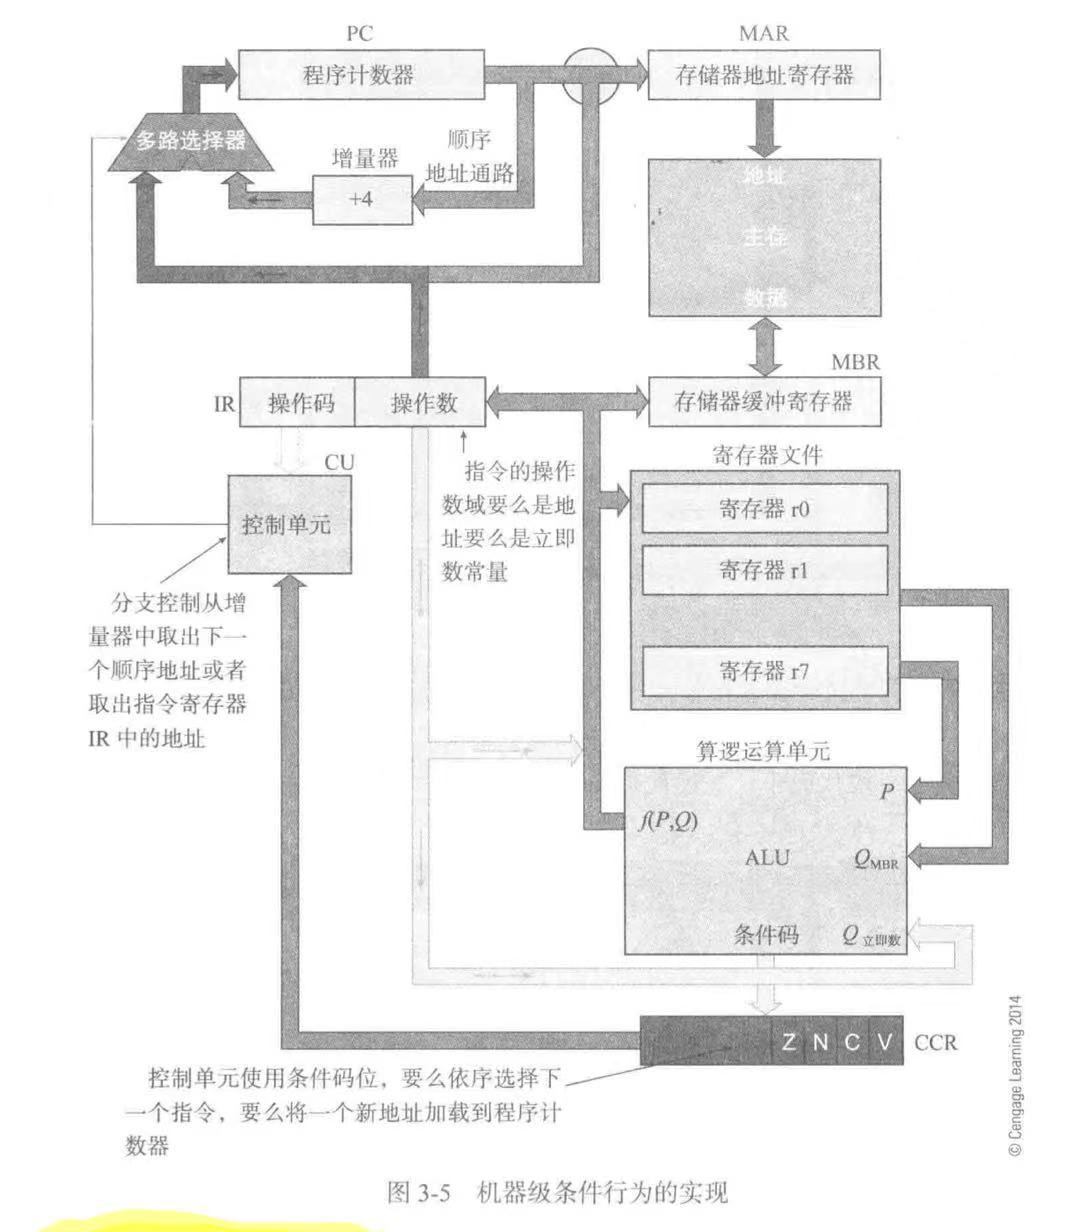 PC
MAR
程序计数器
存储器地址寄存器
多路选择器
增量器
顺序
地址通路
+4
地址
主存
数据
MBR
IR
操作码
操作数
存储器缓冲寄存器
CU
控制单元
指令的操作
数域要么是地
址要么是立即
数常量
寄存器文件
寄存器 r0
寄存器 r1
寄存器 r7
分支控制从增
量器中取出下一
个顺序地址或者
取出指令寄存器
IR 中的地址
算逻运算单元
P
f(P,Q)
ALU
QMBR
条件码
Q立即数
Z N C V
CCR
控制单元使用条件码位，要么依序选择下
一个指令，要么将一个新地址加载到程序计
数器
© Cengage Learning 2014
图 3-5 机器级条件行为的实现